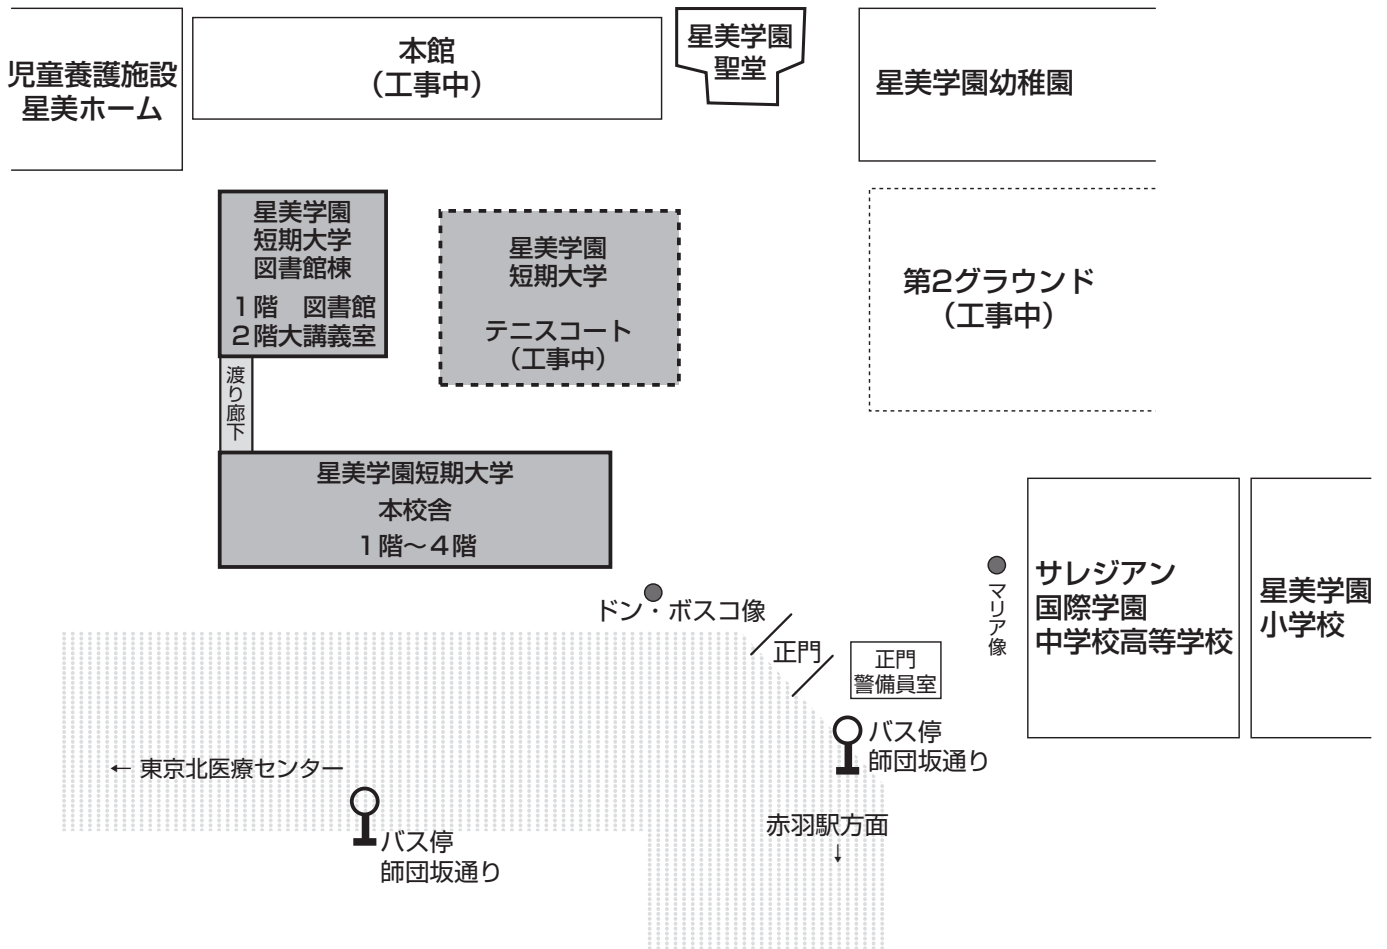 児童養護施設
星美ホーム
本館
（工事中）
星美学園
聖堂
星美学園幼稚園
星美学園
短期大学
図書館棟
1階　図書館
2階大講義室
星美学園
短期大学
テニスコート
（工事中）
第2グラウンド
（工事中）
渡り廊下
星美学園短期大学
本校舎
1階～4階
ドン・ボスコ像
正門
正門
警備員室
マリア像
サレジアン
国際学園
中学校高等学校
星美学園
小学校
バス停
師団坂通り
← 東京北医療センター
バス停
師団坂通り
赤羽駅方面
↓